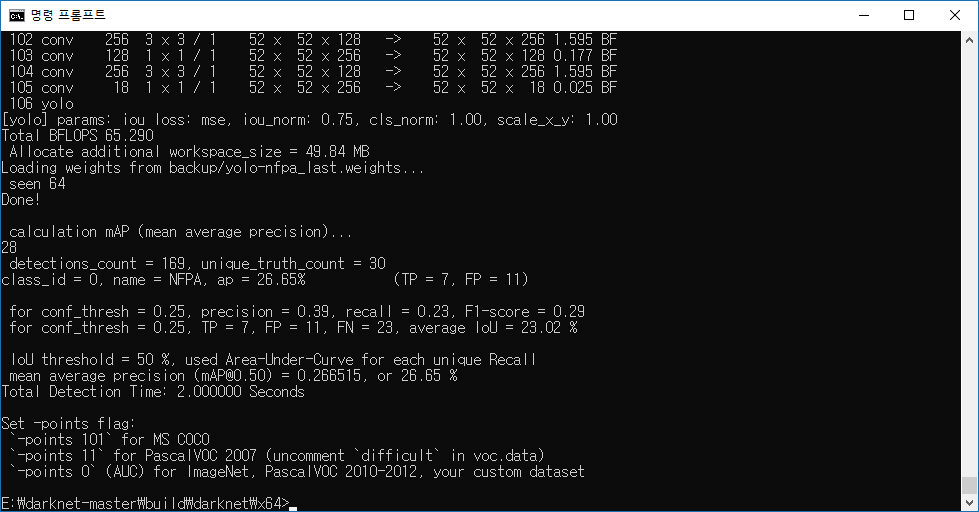 명령 프롬프트
102 conv    256  3 x 3 / 1    52 x  52 x 128   ->    52 x  52 x 256 1.595 BF
103 conv    128  1 x 1 / 1    52 x  52 x 256   ->    52 x  52 x 128 0.177 BF
104 conv    256  3 x 3 / 1    52 x  52 x 128   ->    52 x  52 x 256 1.595 BF
105 conv     18  1 x 1 / 1    52 x  52 x 256   ->    52 x  52 x  18 0.025 BF
106 yolo
[yolo] params: iou loss: mse, iou_norm: 0.75, cls_norm: 1.00, scale_x_y: 1.00
Total BFLOPS 65.290
Allocate additional workspace_size = 49.84 MB
Loading weights from backup/yolo-nfpa_last.weights...
seen 64
Done!
calculation mAP (mean average precision)...
28
detections_count = 169, unique_truth_count = 30
class_id = 0, name = NFPA, ap = 26.65%          (TP = 7, FP = 11)
for conf_thresh = 0.25, precision = 0.39, recall = 0.23, F1-score = 0.29
for conf_thresh = 0.25, TP = 7, FP = 11, FN = 23, average IoU = 23.02 %
IoU threshold = 50 %, used Area-Under-Curve for each unique Recall
mean average precision (mAP@0.50) = 0.266515, or 26.65 %
Total Detection Time: 2.000000 Seconds
Set -points flag:
`-points 101` for MS COCO
`-points 11` for PascalVOC 2007 (uncomment `difficult` in voc.data)
`-points 0` (AUC) for ImageNet, PascalVOC 2010-2012, your custom dataset
E:₩darknet-master₩build₩darknet₩x64>